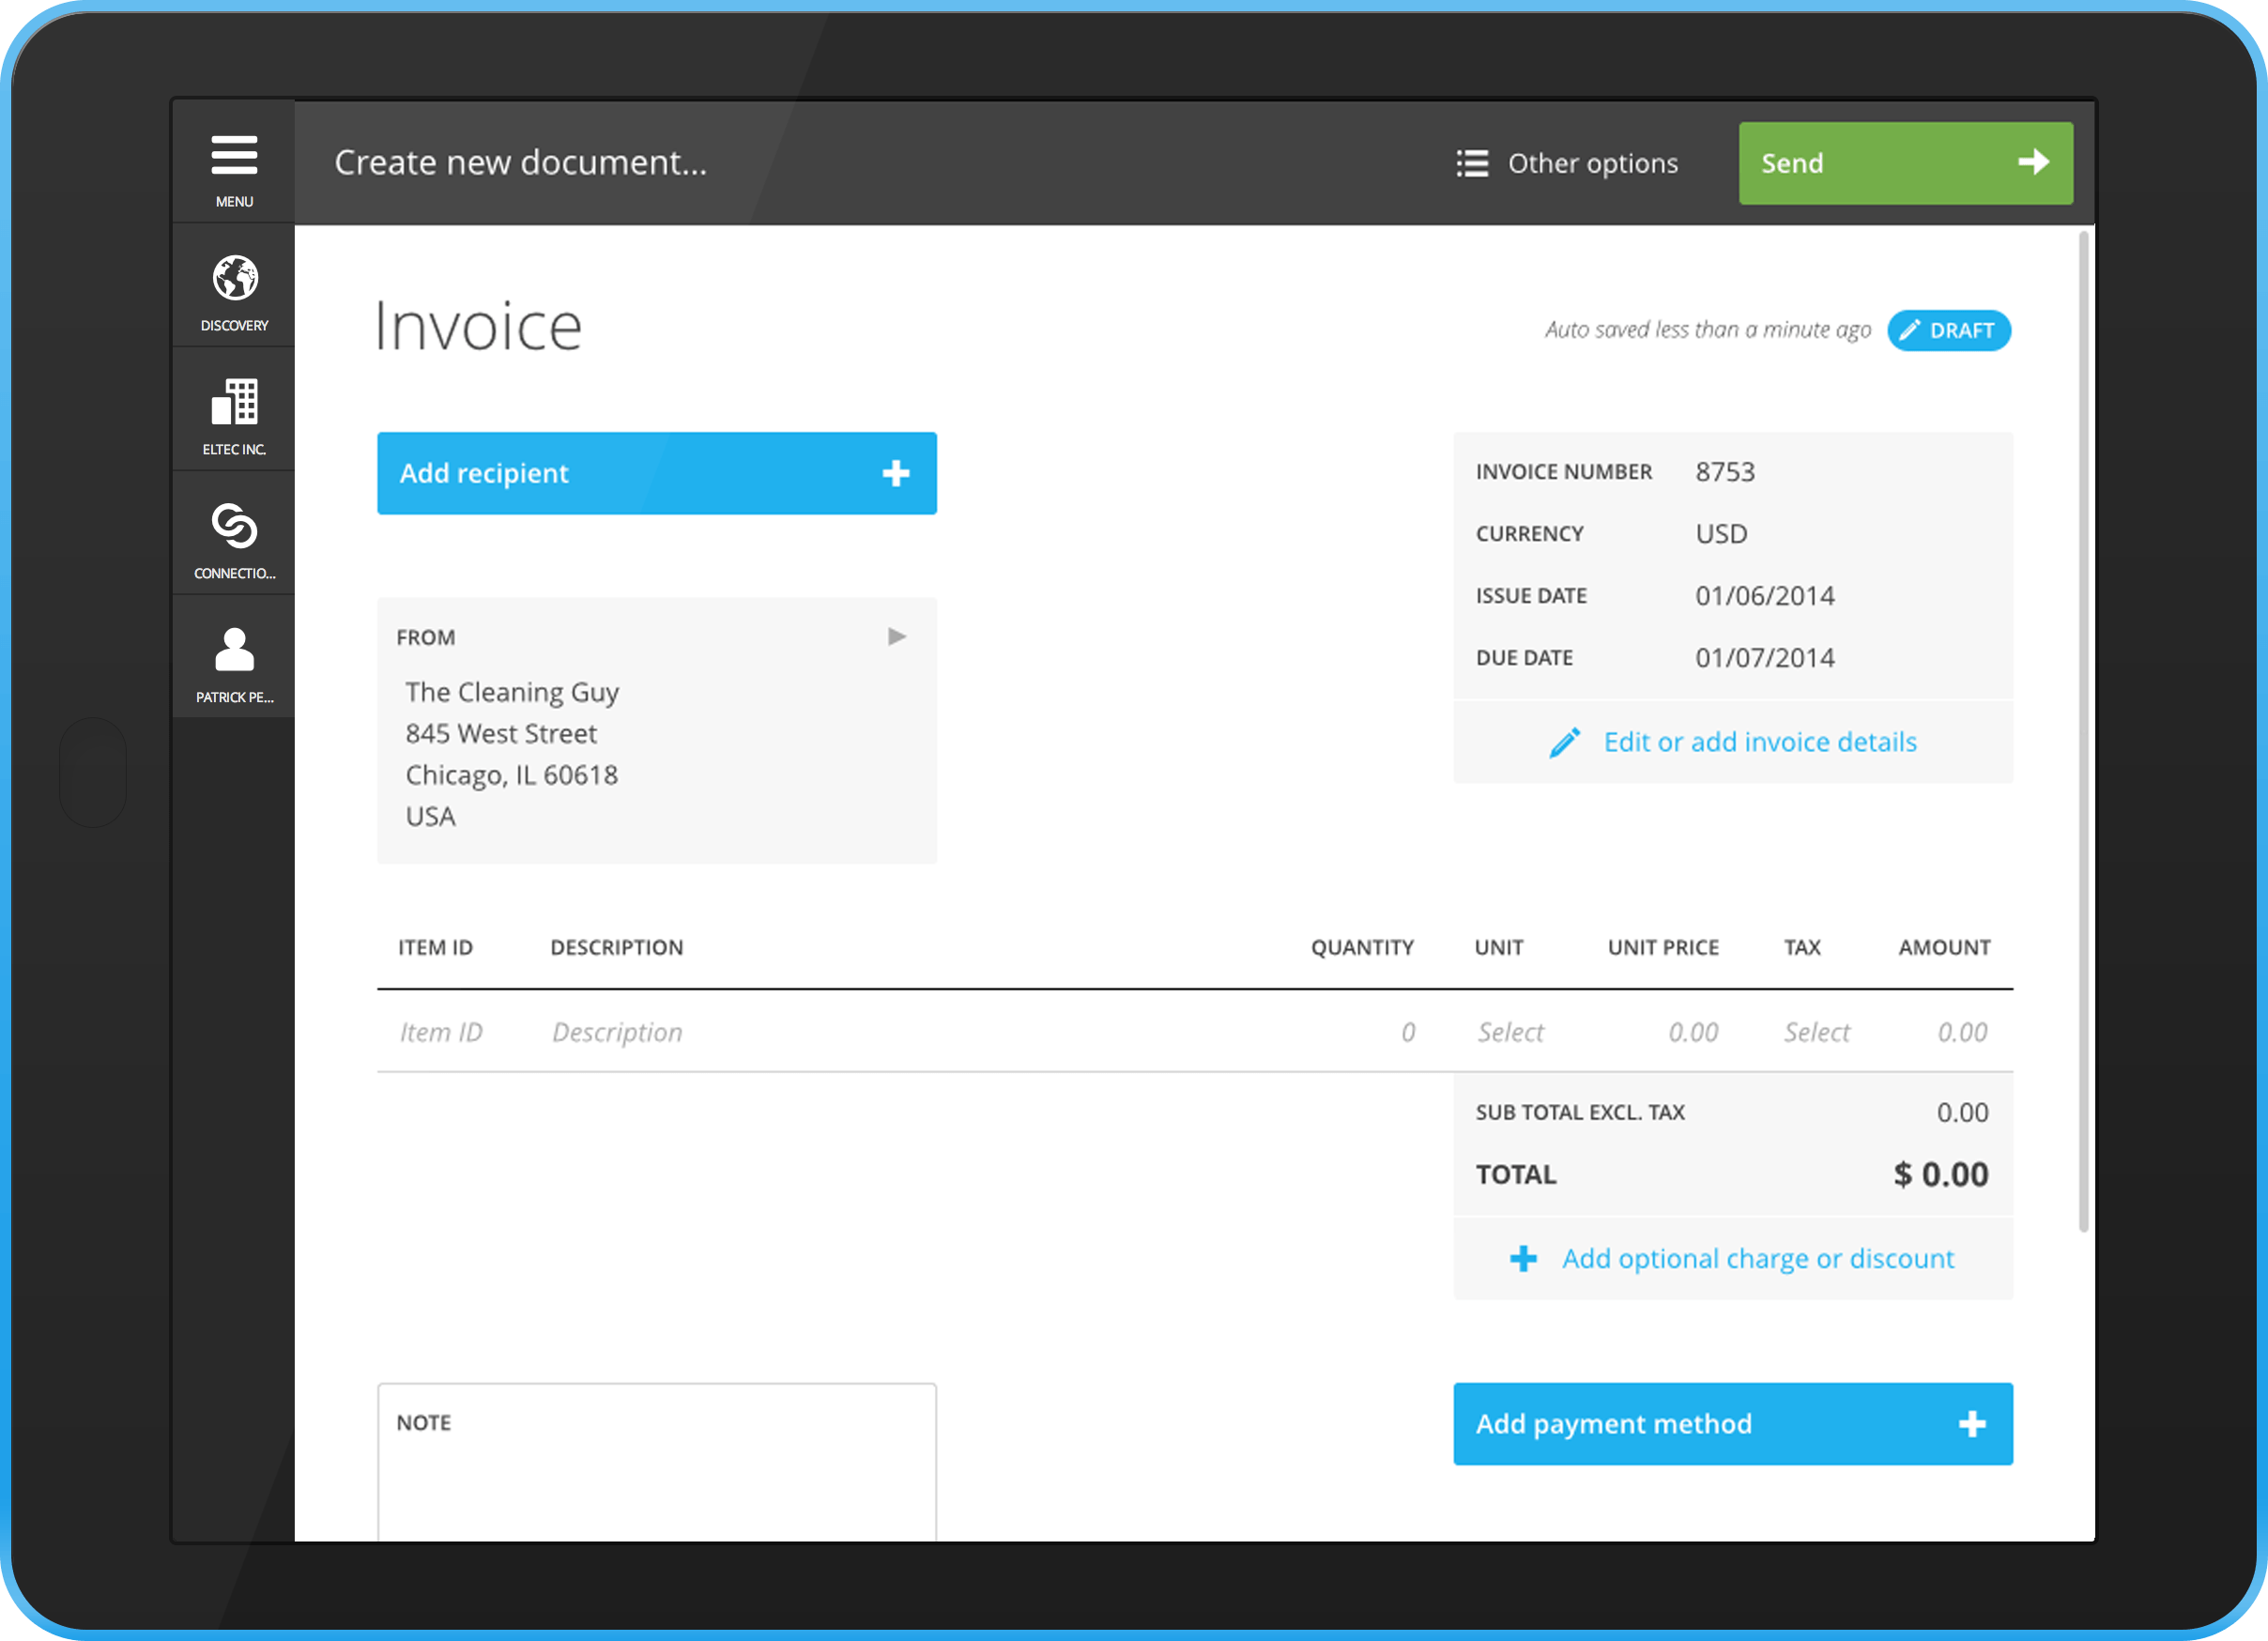 MENU
DISCOVERY
ELTEC INC.
CONNECTIO...
PATRICK PE...
Create new document...
Other options
Send
Invoice
Auto saved less than a minute ago
DRAFT
Add recipient
INVOICE NUMBER 8753
CURRENCY USD
ISSUE DATE 01/06/2014
DUE DATE 01/07/2014
Edit or add invoice details
FROM
The Cleaning Guy
845 West Street
Chicago, IL 60618
USA
ITEM ID DESCRIPTION QUANTITY UNIT UNIT PRICE TAX AMOUNT
Item ID Description 0 Select 0.00 Select 0.00
SUB TOTAL EXCL. TAX 0.00
TOTAL $ 0.00
Add optional charge or discount
NOTE
Add payment method